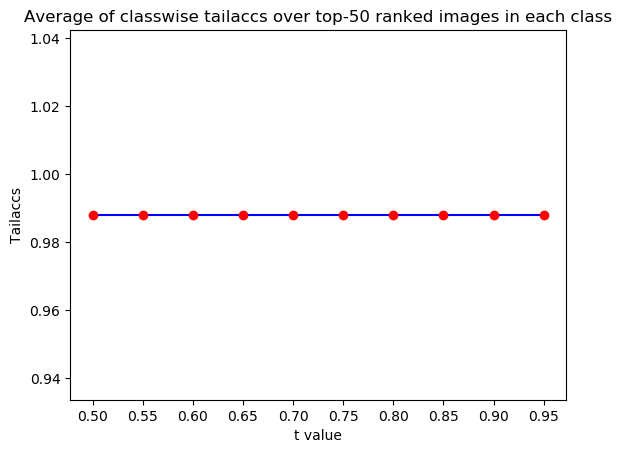 Average of classwise tailaccs over top-50 ranked images in each class
1.04
1.02
1.00
0.98
0.96
0.94
Tailaccs
0.50 0.55 0.60 0.65 0.70 0.75 0.80 0.85 0.90 0.95
t value